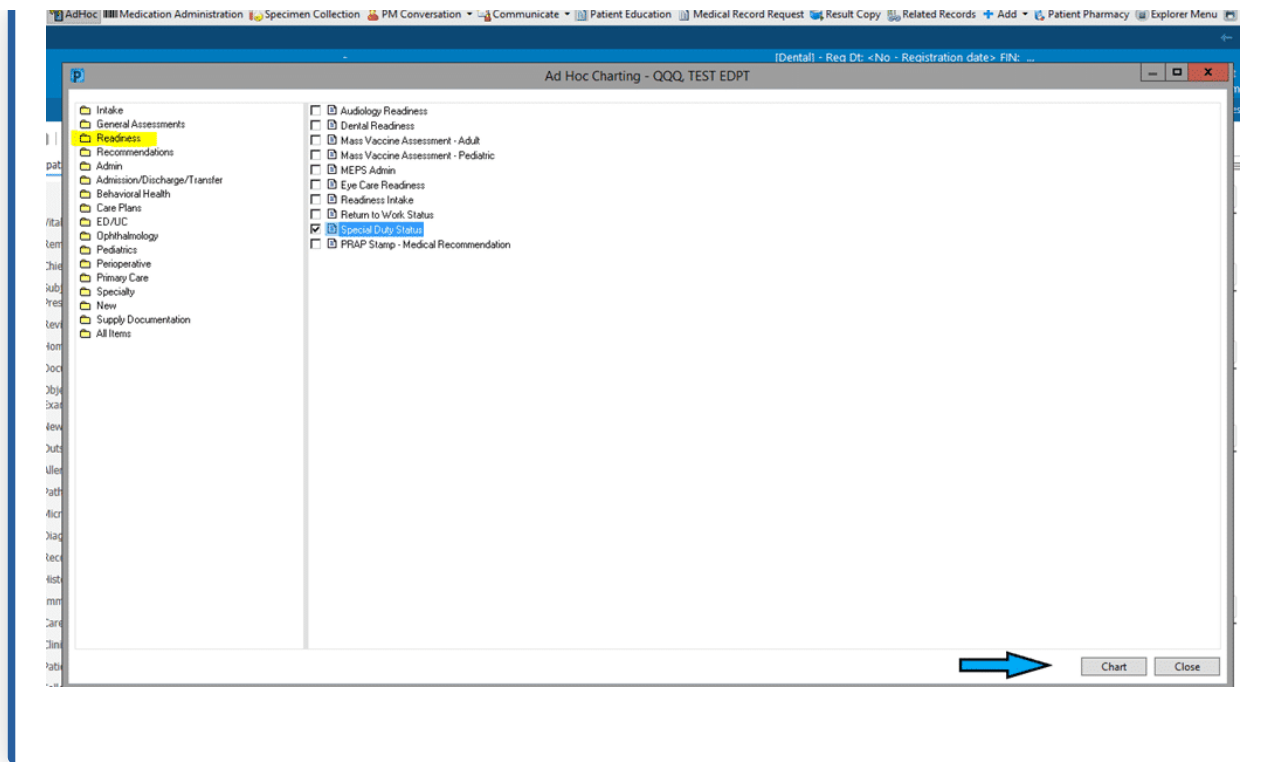 AdHoc Medication Administration Specimen Collection PM Conversation Communicate Patient Education Medical Record Request Result Copy Related Records Add Patient Pharmacy Explorer Menu
[Dental] - Reg Dt: <No - Registration date> FIN: ...
Ad Hoc Charting - QQQ, TEST EDPT
Intake
General Assessments
Readiness
Recommendations
Admin
Admission/Discharge/Transfer
Behavioral Health
Care Plans
ED/UC
Ophthalmology
Pediatrics
Perioperative
Primary Care
Specialty
New
Supply Documentation
All Items
Audiology Readiness
Dental Readiness
Mass Vaccine Assessment - Adult
Mass Vaccine Assessment - Pediatric
MEPS Admin
Eye Care Readiness
Readiness Intake
Return to Work Status
Special Duty Status
PRAP Stamp - Medical Recommendation
Chart Close